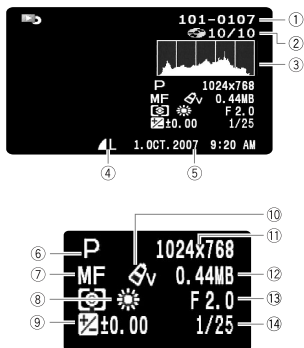 101-0107 ①
10/10 ②
③
P 1024x768
MF V 0.44MB
F 2.0
±0.00 1/25
L 1.OCT.2007 9:20 AM
④ ⑤
⑩
⑪
⑥ P 1024x768
⑦ MF V 0.44MB ⑫
⑧ F 2.0 ⑬
⑨ ±0.00 1/25 ⑭